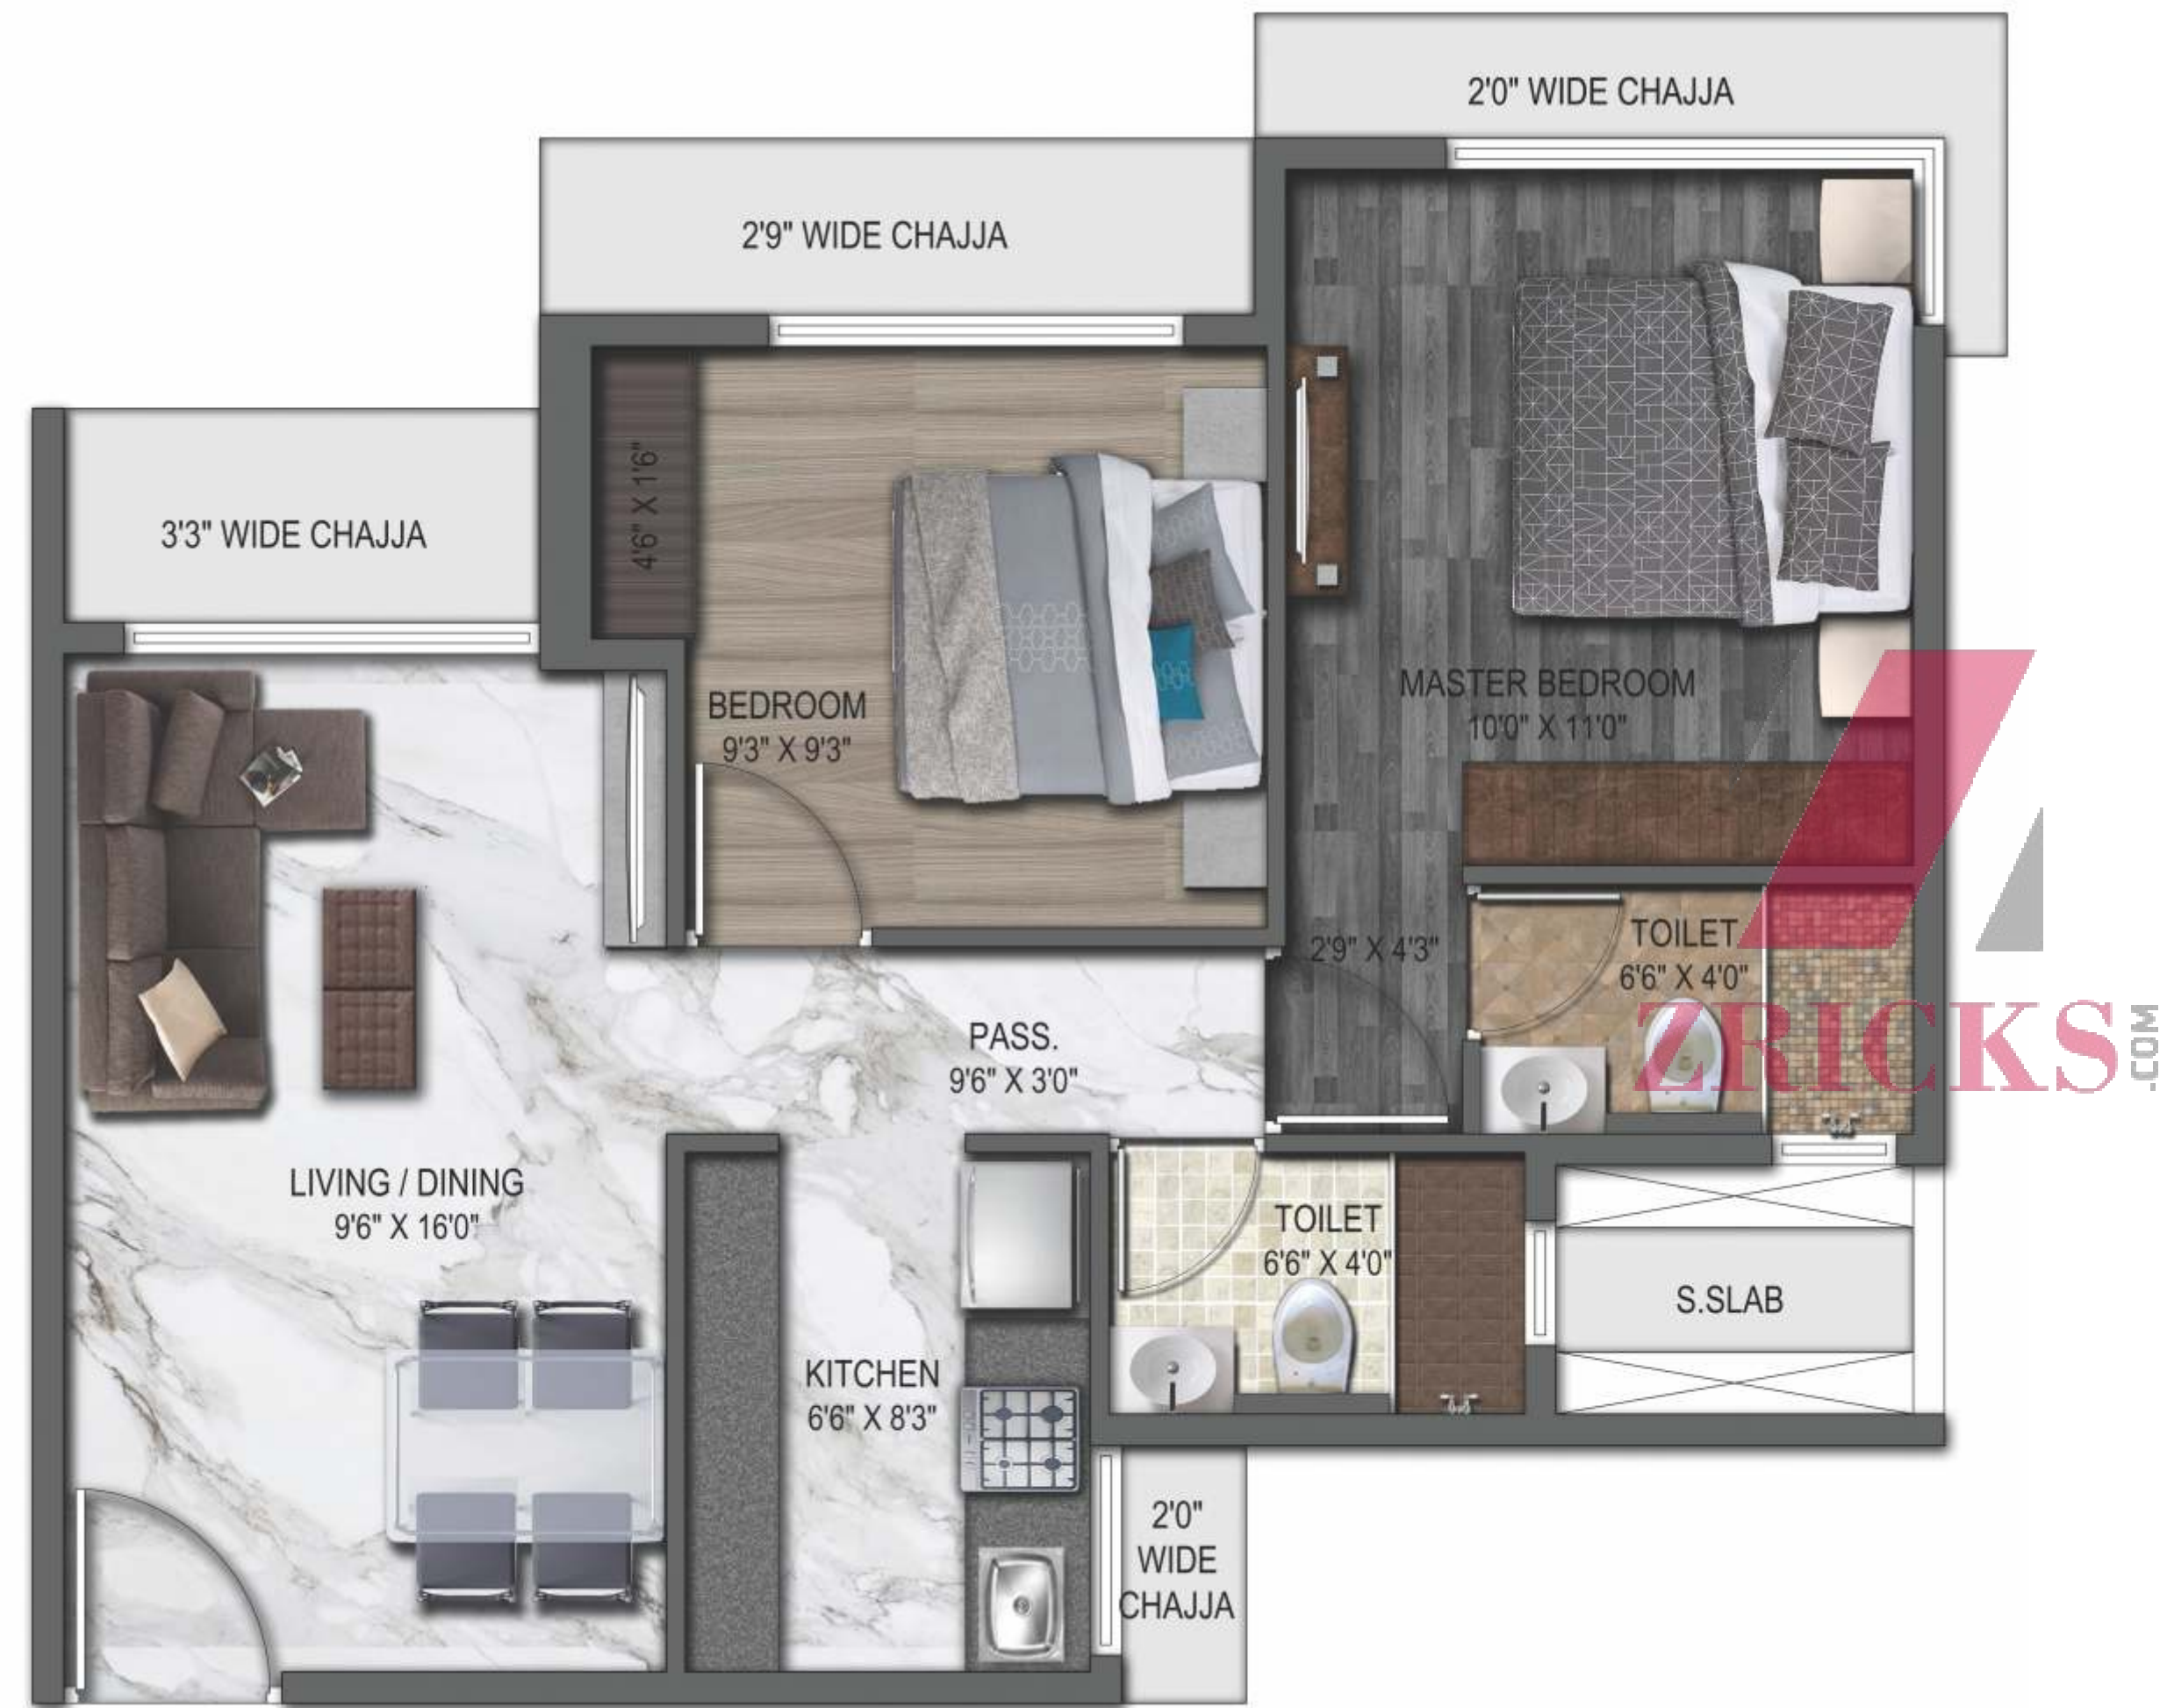 2'0" WIDE CHAJJA
2'9" WIDE CHAJJA
3'3" WIDE CHAJJA
4'6" X 1'6"
BEDROOM
9'3" X 9'3"
MASTER BEDROOM
10'0" X 11'0"
2'9" X 4'3"
TOILET
6'6" X 4'0"
ZRICKS
.COM
PASS.
9'6" X 3'0"
LIVING / DINING
9'6" X 16'0"
TOILET
6'6" X 4'0"
S.SLAB
KITCHEN
6'6" X 8'3"
2'0"
WIDE
CHAJJA